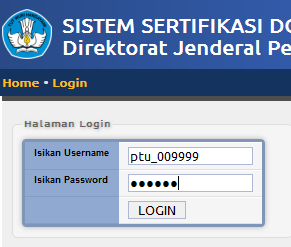 SISTEM SERTIFIKASI DO
Direktorat Jenderal Pe
Home • Login
Halaman Login
Isikan Username ptu_009999
Isikan Password ●●●●●●
LOGIN